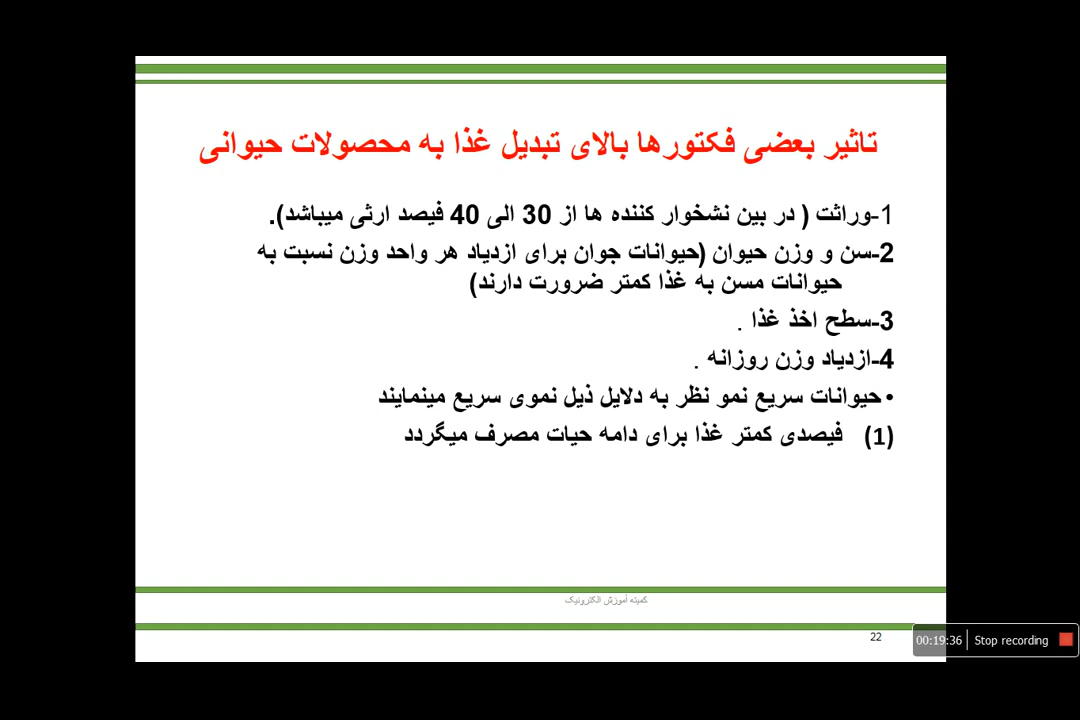 تاثیر بعضی فکتورها بالای تبدیل غذا به محصولات حیوانی
1-وراثت ( در بین نشخوار کننده ها از 30 الی 40 فیصد ارثی میباشد).
2-سن و وزن حیوان (حیوانات جوان برای ازدیاد هر واحد وزن نسبت به
حیوانات مسن به غذا کمتر ضرورت دارند)
3-سطح اخذ غذا .
4-ازدیاد وزن روزانه .
• حیوانات سریع نمو نظر به دلایل ذیل نموی سریع مینمایند
(1) فیصدی کمتر غذا برای دامه حیات مصرف میگردد
کمیته آموزش الکترونیک
22
00:19:36 Stop recording